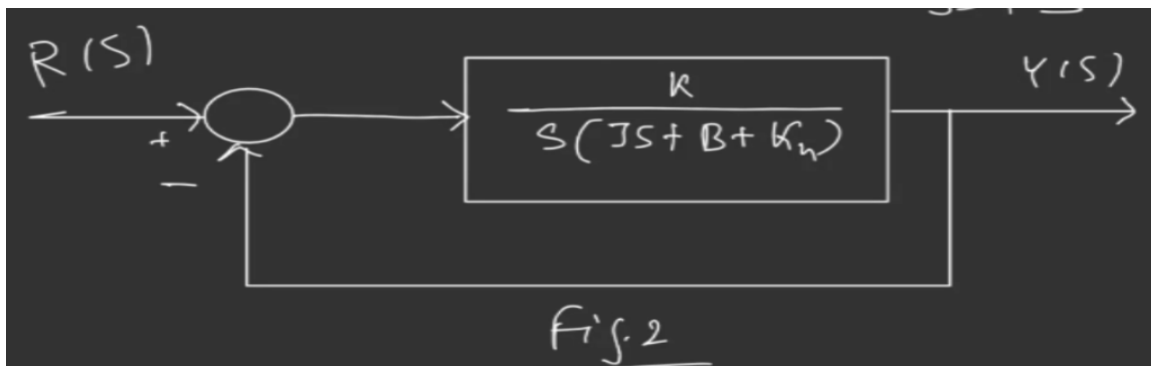 R(S)
Y(S)
K
S(JS+B+Kn)
+
−
Fig.2